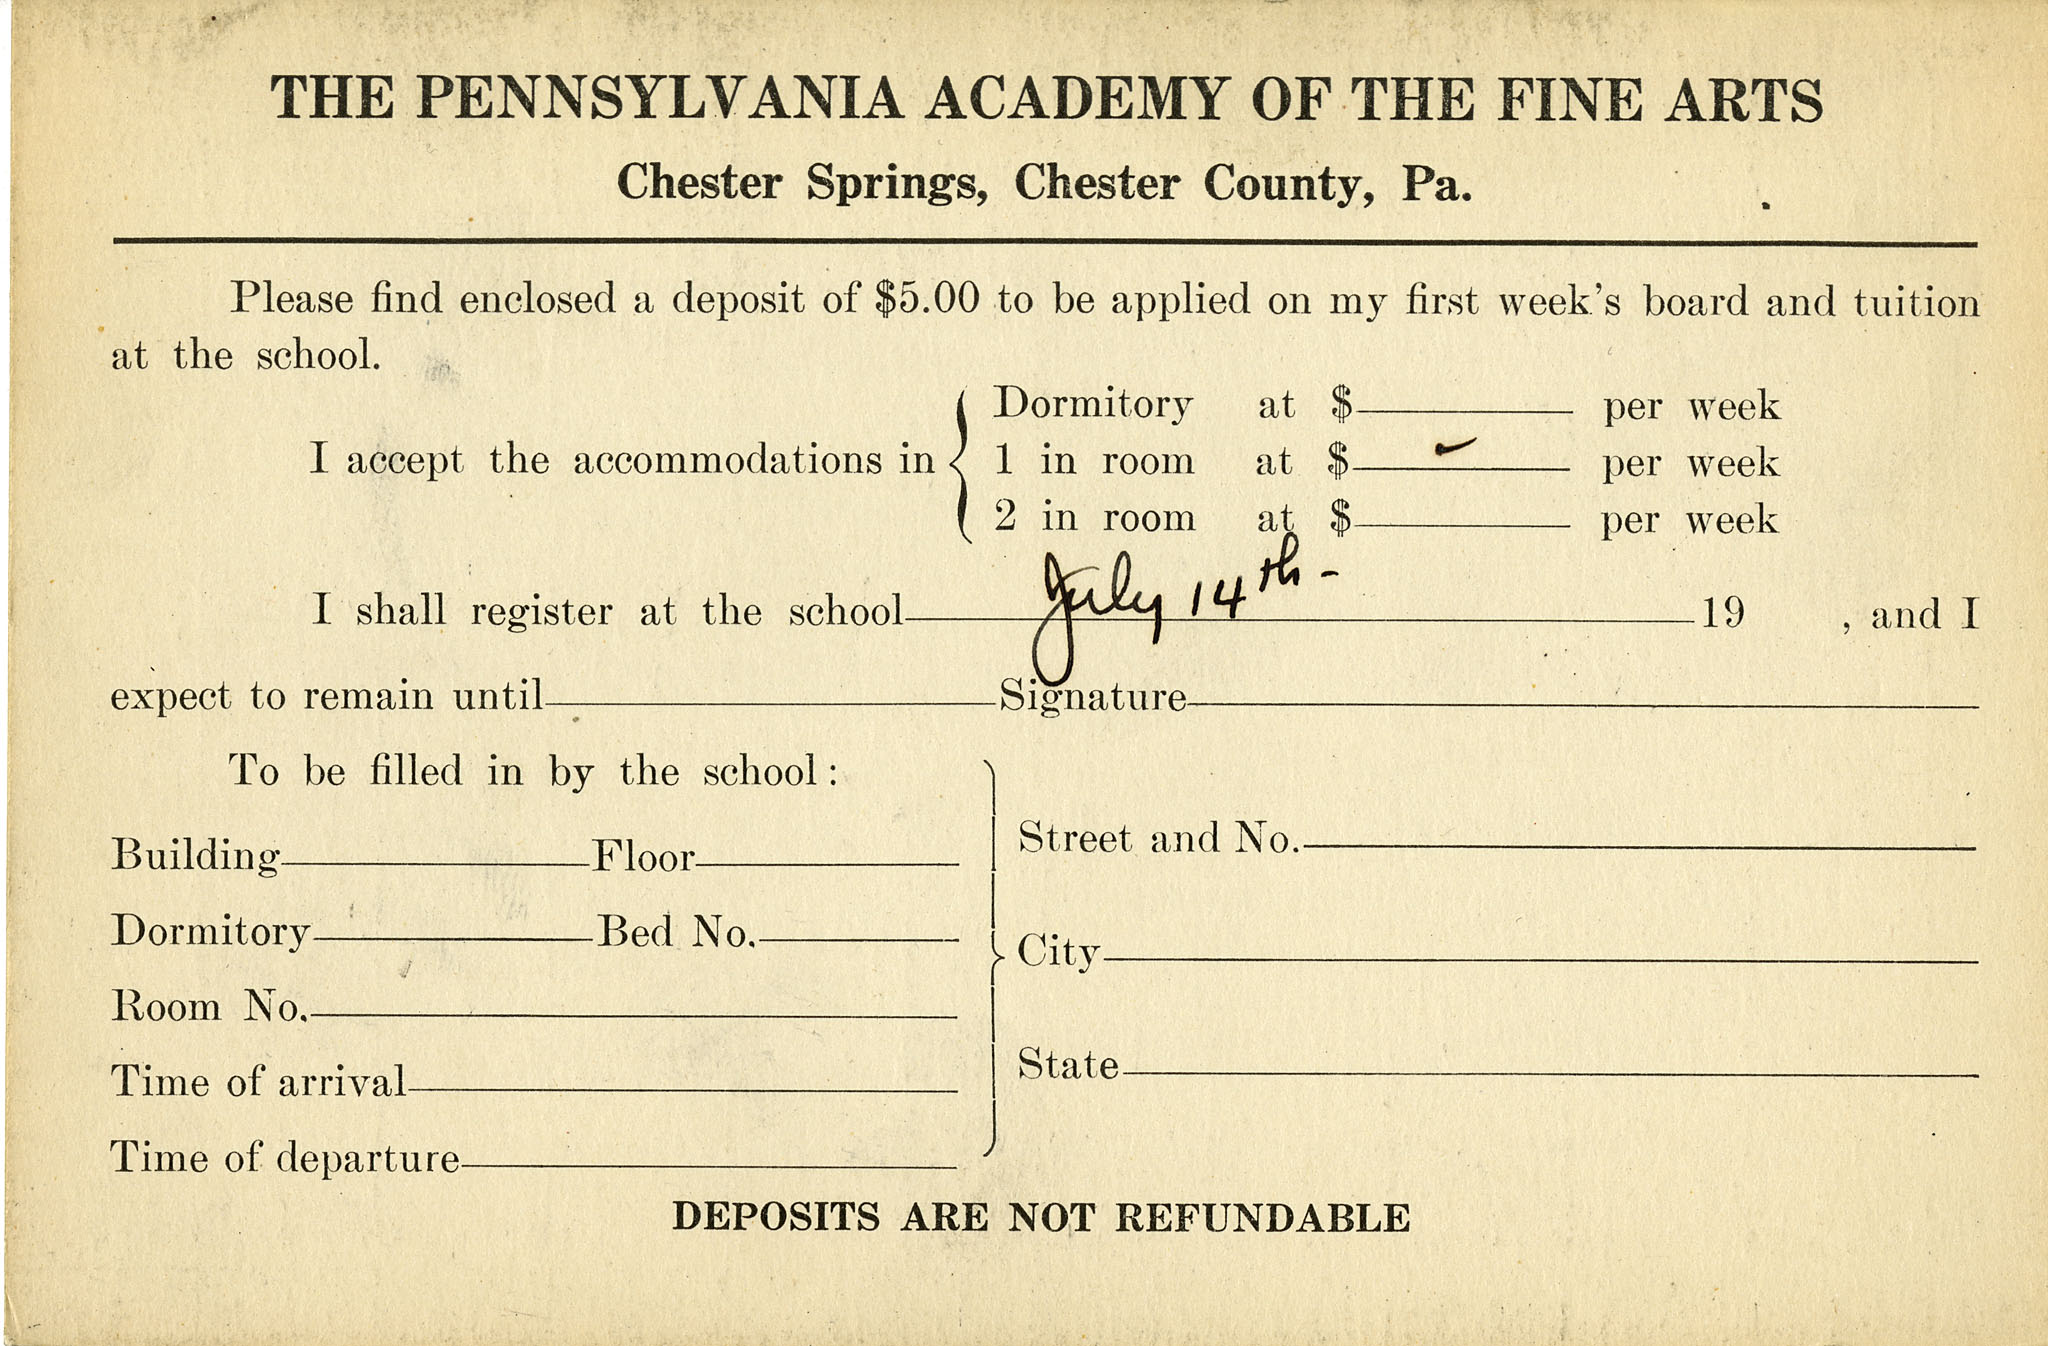 THE PENNSYLVANIA ACADEMY OF THE FINE ARTS
Chester Springs, Chester County, Pa.
Please find enclosed a deposit of $5.00 to be applied on my first week's board and tuition
at the school.
I accept the accommodations in
Dormitory at $ per week
1 in room at $ ✓ per week
2 in room at $ per week
I shall register at the school July 14th - 19 , and I
expect to remain until Signature
To be filled in by the school:
Building Floor
Dormitory Bed No.
Room No.
Time of arrival
Time of departure
Street and No.
City
State
DEPOSITS ARE NOT REFUNDABLE